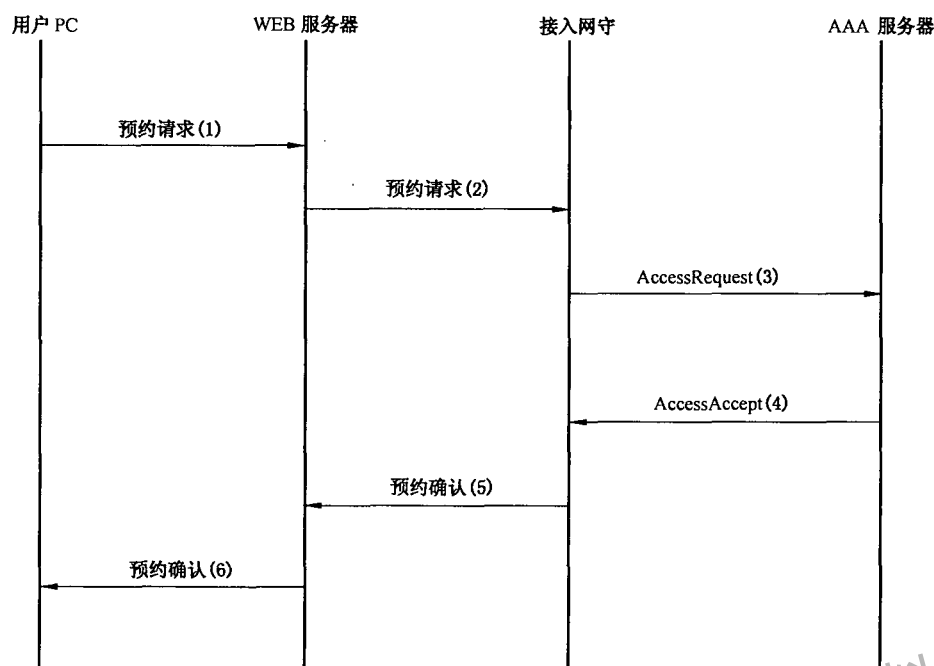 用户 PC
WEB 服务器
接入网守
AAA 服务器
预约请求(1)
预约请求(2)
AccessRequest(3)
AccessAccept(4)
预约确认(5)
预约确认(6)